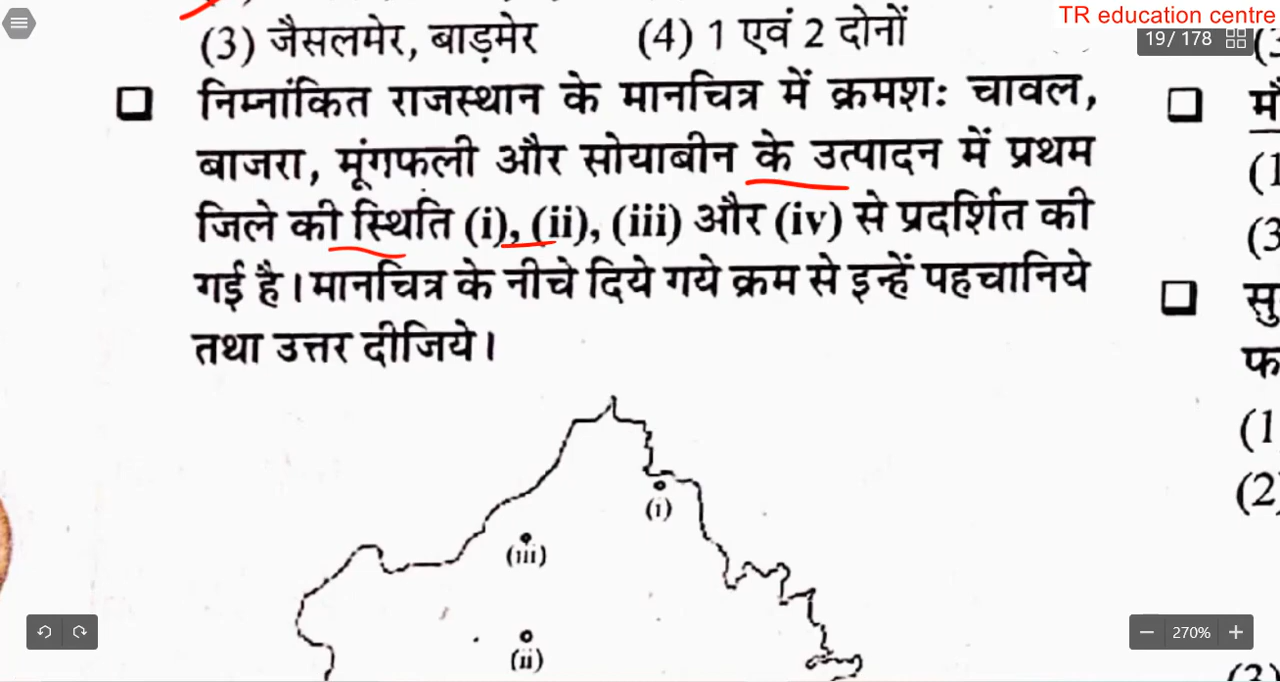 TR education centre
19/ 178
(3) जैसलमेर, बाड़मेर (4) 1 एवं 2 दोनों
निम्नांकित राजस्थान के मानचित्र में क्रमशः चावल,
बाजरा, मूंगफली और सोयाबीन के उत्पादन में प्रथम
जिले की स्थिति (i), (ii), (iii) और (iv) से प्रदर्शित की
गई है। मानचित्र के नीचे दिये गये क्रम से इन्हें पहचानिये
तथा उत्तर दीजिये।
(i)
(iii)
(ii)
सु
(1
(2)
270%